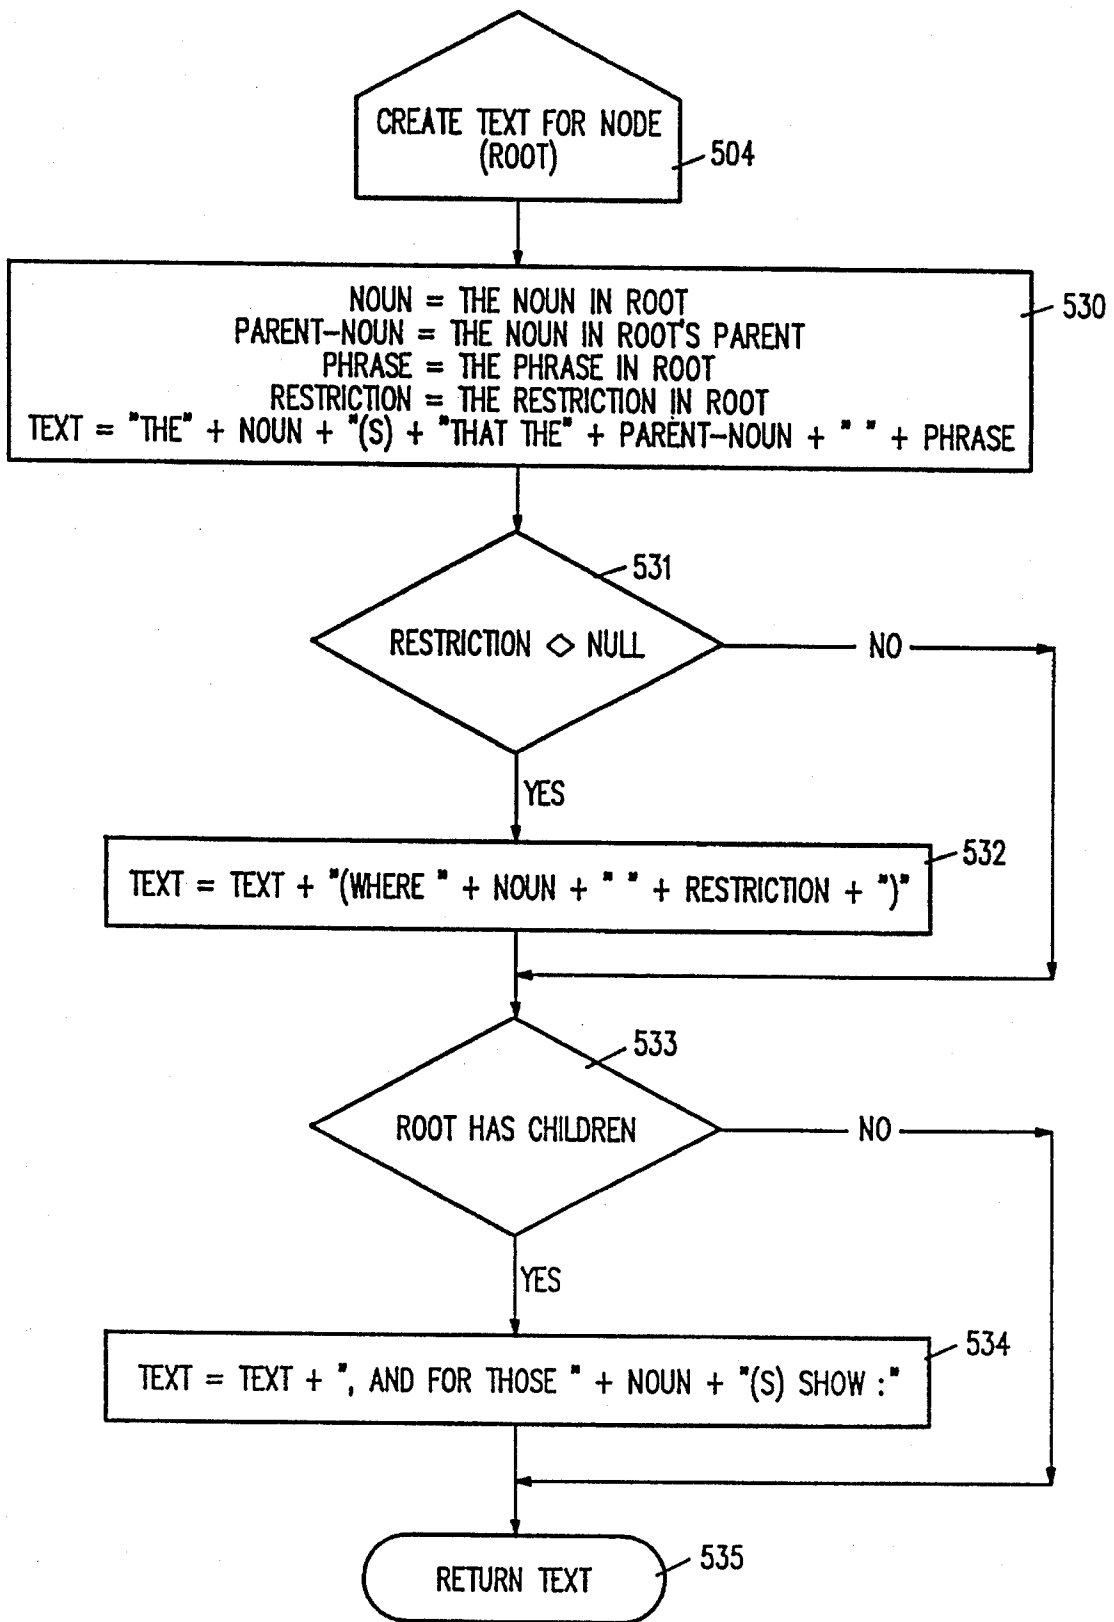 CREATE TEXT FOR NODE
(ROOT)
504
NOUN = THE NOUN IN ROOT
530
PARENT-NOUN = THE NOUN IN ROOT'S PARENT
PHRASE = THE PHRASE IN ROOT
RESTRICTION = THE RESTRICTION IN ROOT
TEXT = "THE" + NOUN + "(S) + "THAT THE" + PARENT-NOUN + " " + PHRASE
531
RESTRICTION <> NULL
NO
YES
532
TEXT = TEXT + "(WHERE " + NOUN + " " + RESTRICTION + ")"
533
ROOT HAS CHILDREN
NO
YES
534
TEXT = TEXT + ", AND FOR THOSE " + NOUN + "(S) SHOW :"
RETURN TEXT
535